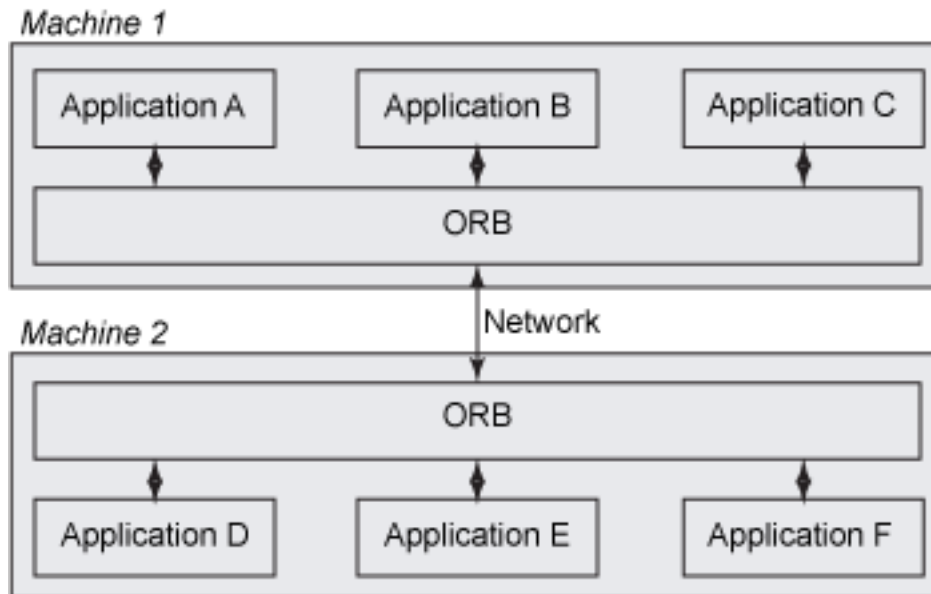 Machine 1
Application A
Application B
Application C
ORB
Network
Machine 2
ORB
Application D
Application E
Application F